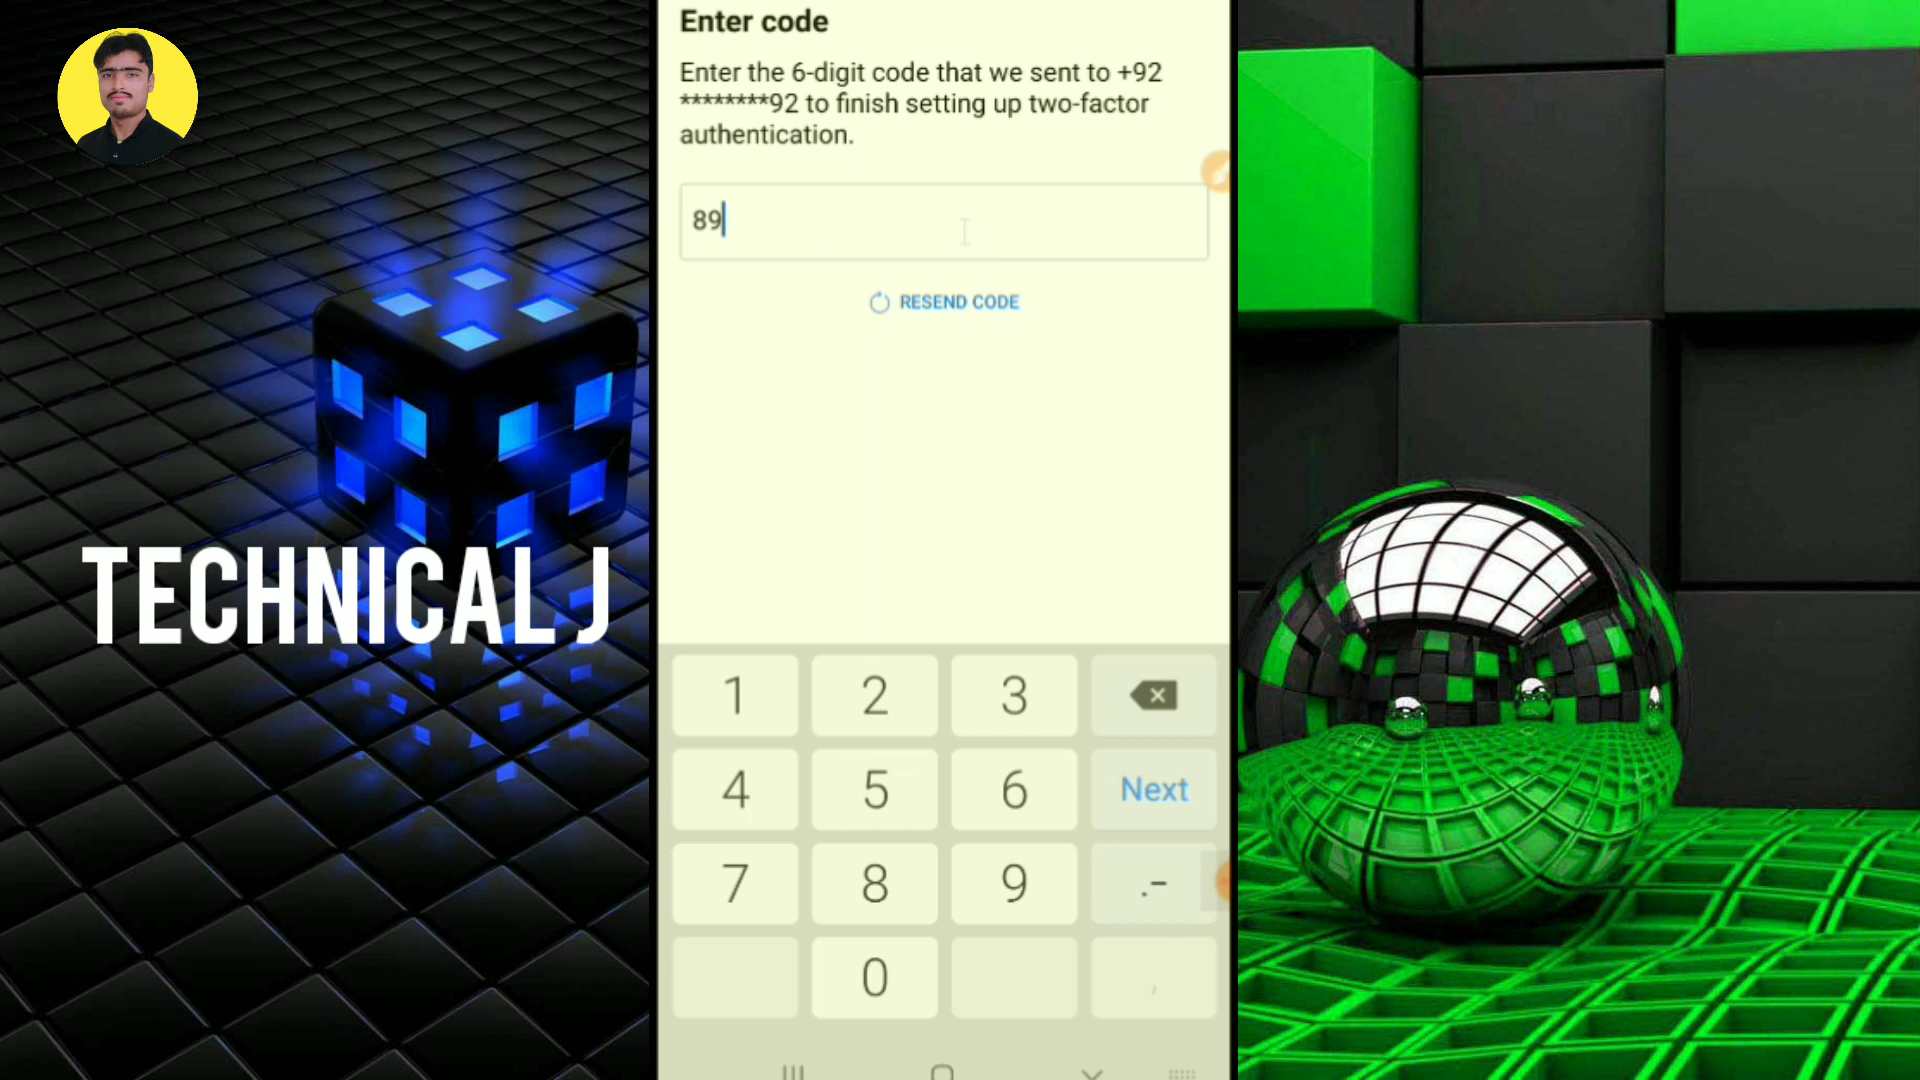 TECHNICAL J
Enter code
Enter the 6-digit code that we sent to +92
********92 to finish setting up two-factor
authentication.
89
RESEND CODE
1 2 3
4 5 6 Next
7 8 9 .-
0 ,